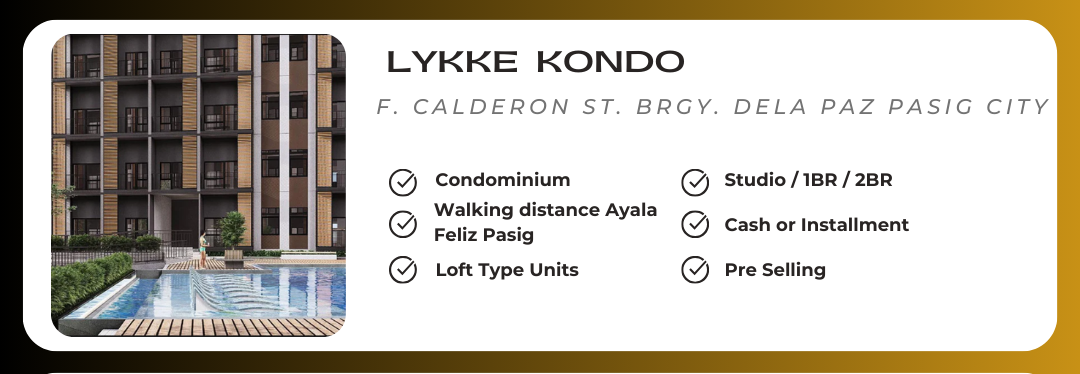 LYKKE KONDO
F. CALDERON ST. BRGY. DELA PAZ PASIG CITY
Condominium
Walking distance Ayala
Feliz Pasig
Loft Type Units
Studio / 1BR / 2BR
Cash or Installment
Pre Selling